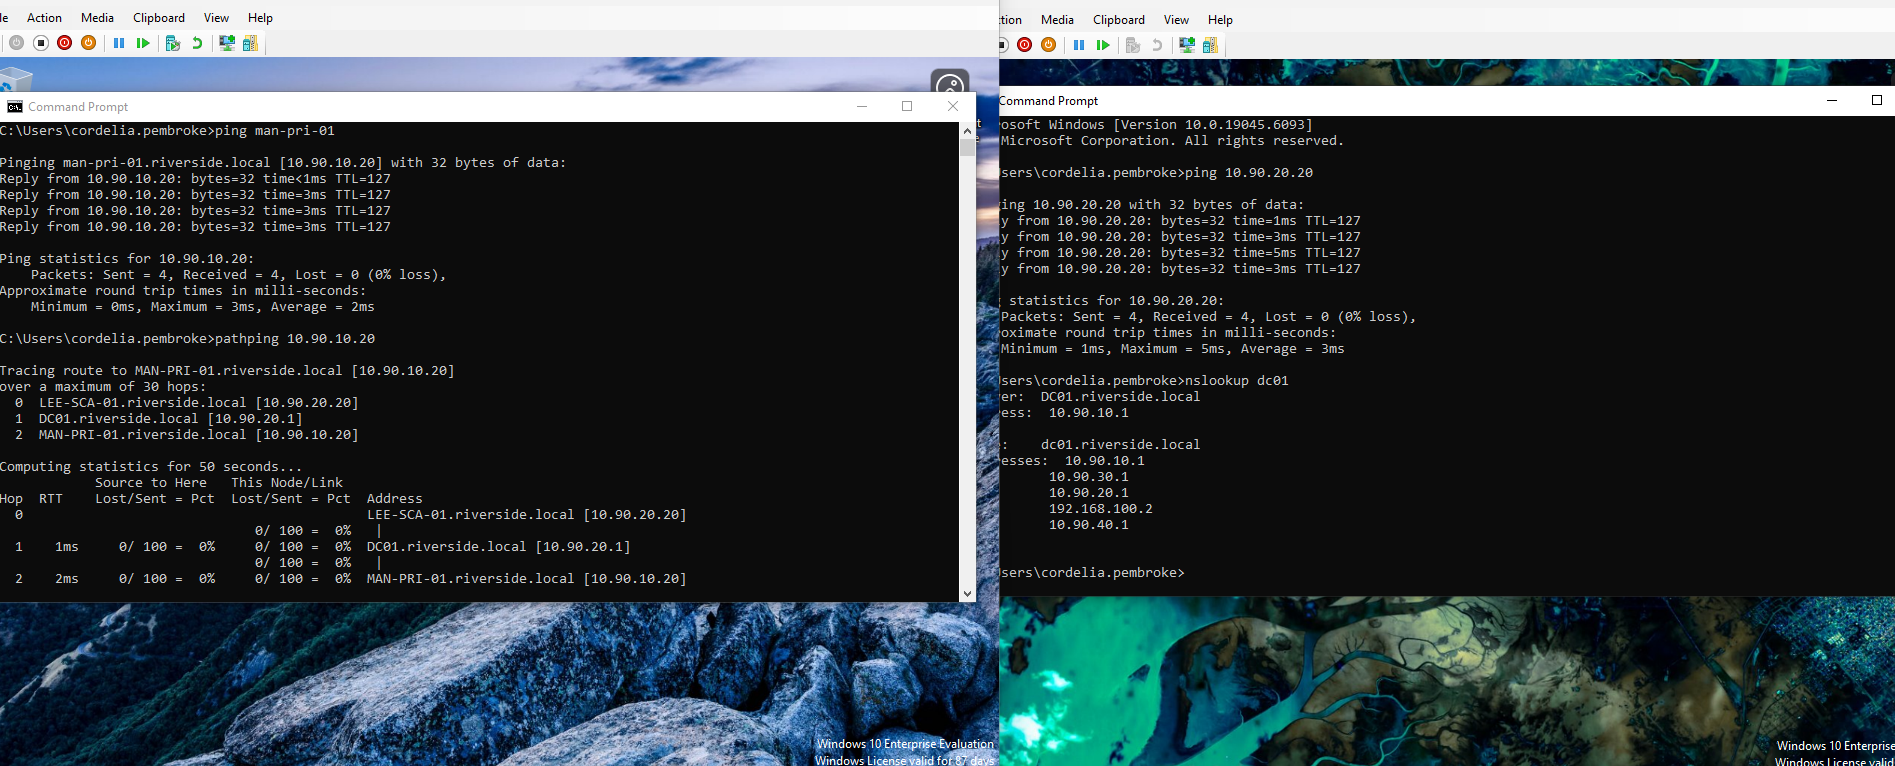 le Action Media Clipboard View Help
Command Prompt
C:\Users\cordelia.pembroke>ping man-pri-01
Pinging man-pri-01.riverside.local [10.90.10.20] with 32 bytes of data:
Reply from 10.90.10.20: bytes=32 time<1ms TTL=127
Reply from 10.90.10.20: bytes=32 time=3ms TTL=127
Reply from 10.90.10.20: bytes=32 time=3ms TTL=127
Reply from 10.90.10.20: bytes=32 time=3ms TTL=127
Ping statistics for 10.90.10.20:
Packets: Sent = 4, Received = 4, Lost = 0 (0% loss),
Approximate round trip times in milli-seconds:
Minimum = 0ms, Maximum = 3ms, Average = 2ms
C:\Users\cordelia.pembroke>pathping 10.90.10.20
Tracing route to MAN-PRI-01.riverside.local [10.90.10.20]
over a maximum of 30 hops:
0 LEE-SCA-01.riverside.local [10.90.20.20]
1 DC01.riverside.local [10.90.20.1]
2 MAN-PRI-01.riverside.local [10.90.10.20]
Computing statistics for 50 seconds...
Source to Here This Node/Link
Hop RTT Lost/Sent = Pct Lost/Sent = Pct Address
0 LEE-SCA-01.riverside.local [10.90.20.20]
0/ 100 = 0% |
1 1ms 0/ 100 = 0% 0/ 100 = 0% DC01.riverside.local [10.90.20.1]
0/ 100 = 0% |
2 2ms 0/ 100 = 0% 0/ 100 = 0% MAN-PRI-01.riverside.local [10.90.10.20]
Windows 10 Enterprise Evaluation
Windows License valid for 87 days
ction Media Clipboard View Help
Command Prompt
osoft Windows [Version 10.0.19045.6093]
Microsoft Corporation. All rights reserved.
sers\cordelia.pembroke>ping 10.90.20.20
ing 10.90.20.20 with 32 bytes of data:
y from 10.90.20.20: bytes=32 time=1ms TTL=127
y from 10.90.20.20: bytes=32 time=3ms TTL=127
y from 10.90.20.20: bytes=32 time=5ms TTL=127
y from 10.90.20.20: bytes=32 time=3ms TTL=127
statistics for 10.90.20.20:
Packets: Sent = 4, Received = 4, Lost = 0 (0% loss),
oximate round trip times in milli-seconds:
Minimum = 1ms, Maximum = 5ms, Average = 3ms
sers\cordelia.pembroke>nslookup dc01
er: DC01.riverside.local
ess: 10.90.10.1
: dc01.riverside.local
esses: 10.90.10.1
10.90.30.1
10.90.20.1
192.168.100.2
10.90.40.1
sers\cordelia.pembroke>
Windows 10 Enterprise
Windows License valid